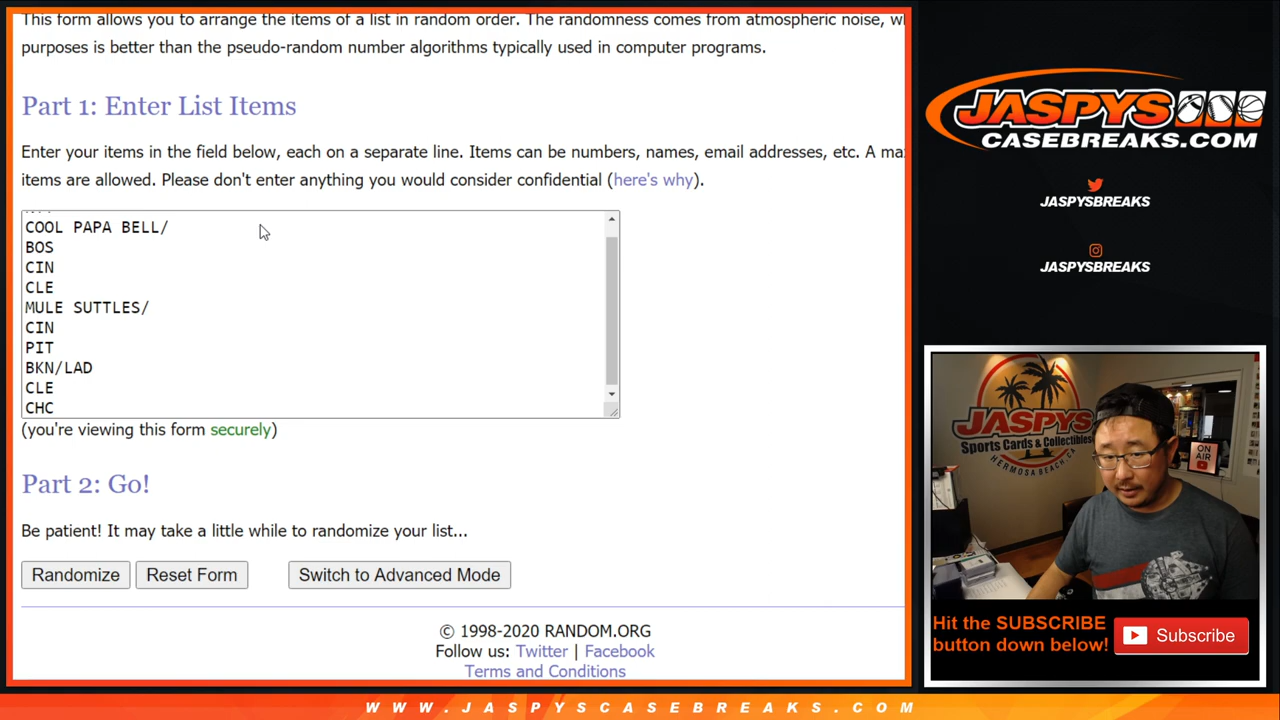 This form allows you to arrange the items of a list in random order. The randomness comes from atmospheric noise,
purposes is better than the pseudo-random number algorithms typically used in computer programs.
Part 1: Enter List Items
Enter your items in the field below, each on a separate line. Items can be numbers, names, email addresses, etc. A
items are allowed. Please don't enter anything you would consider confidential (here's why).
COOL PAPA BELL/
BOS
CIN
CLE
MULE SUTTLES/
CIN
PIT
BKN/LAD
CLE
CHC
(you're viewing this form securely)
Part 2: Go!
Be patient! It may take a little while to randomize your list...
Randomize Reset Form Switch to Advanced Mode
© 1998-2020 RANDOM.ORG
Follow us: Twitter | Facebook
Terms and Conditions
JASPYS
CASEBREAKS.COM
JASPYSBREAKS
JASPYSBREAKS
JASPYS
Sports Cards & Collectibles
HERMOSA BEACH, CA
ON
AIR
Hit the SUBSCRIBE
button down below!
Subscribe
WWW.JASPYSCASEBREAKS.COM